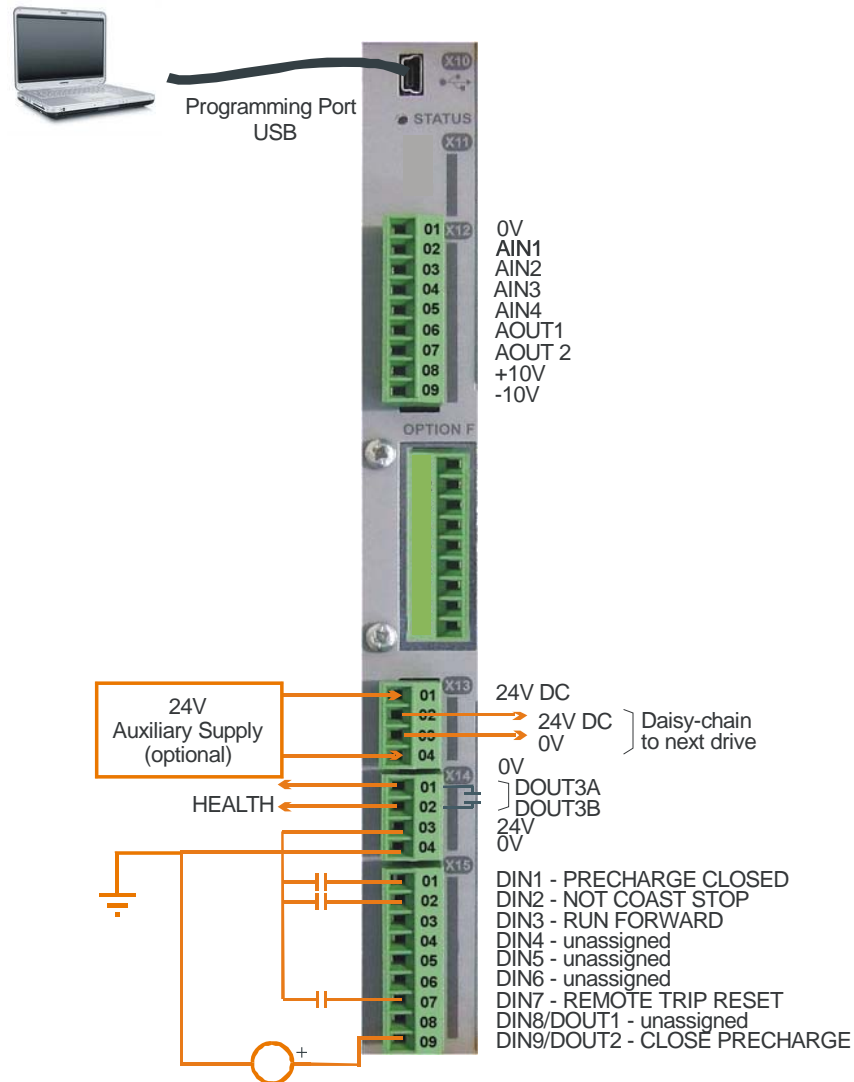 X10
Programming Port
USB
STATUS
X11
X12
01 0V
02 AIN1
03 AIN2
04 AIN3
05 AIN4
06 AOUT1
07 AOUT 2
08 +10V
09 -10V
OPTION F
X13
24V
Auxiliary Supply
(optional)
01 24V DC
02 24V DC
03 0V
Daisy-chain
to next drive
04 0V
X14
HEALTH
01 DOUT3A
02 DOUT3B
03 24V
04 0V
X15
01 DIN1 - PRECHARGE CLOSED
02 DIN2 - NOT COAST STOP
03 DIN3 - RUN FORWARD
04 DIN4 - unassigned
05 DIN5 - unassigned
06 DIN6 - unassigned
07 DIN7 - REMOTE TRIP RESET
08 DIN8/DOUT1 - unassigned
09 DIN9/DOUT2 - CLOSE PRECHARGE
+